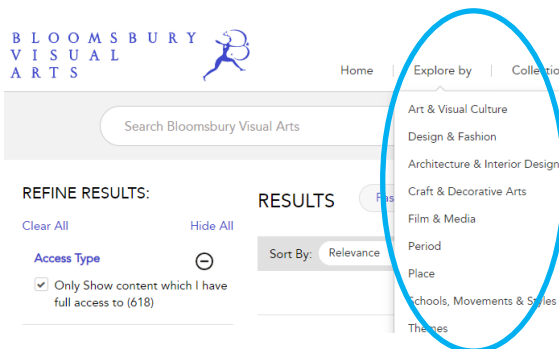 BLOOMSBURY
VISUAL
ARTS
Home
Explore by
Search Bloomsbury Visual Arts
Art & Visual Culture
Design & Fashion
Architecture & Interior Design
Craft & Decorative Arts
Film & Media
Period
Place
Schools, Movements & Styles
Themes
REFINE RESULTS:
Clear All Hide All
Access Type
Only Show content which I have
full access to (618)
RESULTS
Sort By: Relevance